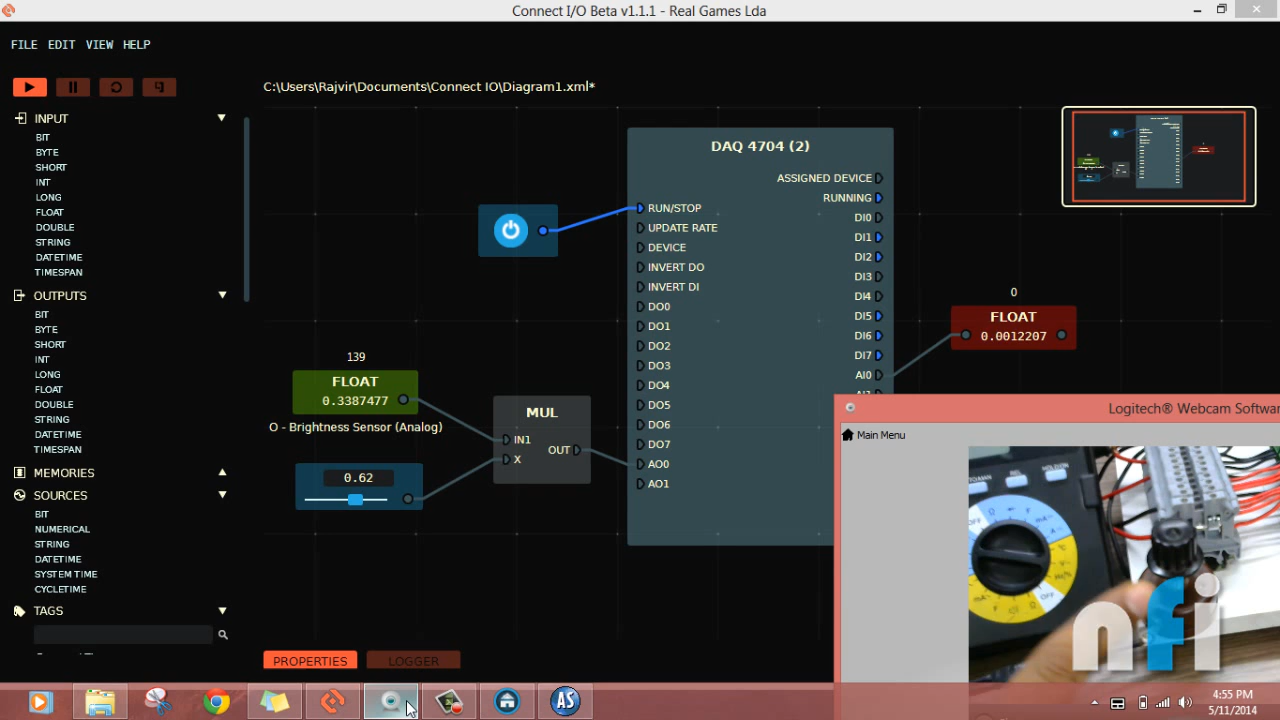 Connect I/O Beta v1.1.1 - Real Games Lda
FILE EDIT VIEW HELP
C:\Users\Rajvir\Documents\Connect IO\Diagram1.xml*
INPUT
BIT
BYTE
SHORT
INT
LONG
FLOAT
DOUBLE
STRING
DATETIME
TIMESPAN
OUTPUTS
BIT
BYTE
SHORT
INT
LONG
FLOAT
DOUBLE
STRING
DATETIME
TIMESPAN
MEMORIES
SOURCES
BIT
NUMERICAL
STRING
DATETIME
SYSTEM TIME
CYCLETIME
TAGS
139
FLOAT
0.3387477
O - Brightness Sensor (Analog)
0.62
MUL
IN1
X
OUT
DAQ 4704 (2)
ASSIGNED DEVICE
RUNNING
RUN/STOP
DI0
UPDATE RATE
DI1
DEVICE
DI2
INVERT DO
DI3
INVERT DI
DI4
DO0
DI5
DO1
DI6
DO2
DI7
DO3
AI0
DO4
DO5
DO6
DO7
AO0
AO1
0
FLOAT
0.0012207
Logitech® Webcam Softwa
Main Menu
HOLD/ON
nfi
PROPERTIES LOGGER
AS
4:55 PM
5/11/2014